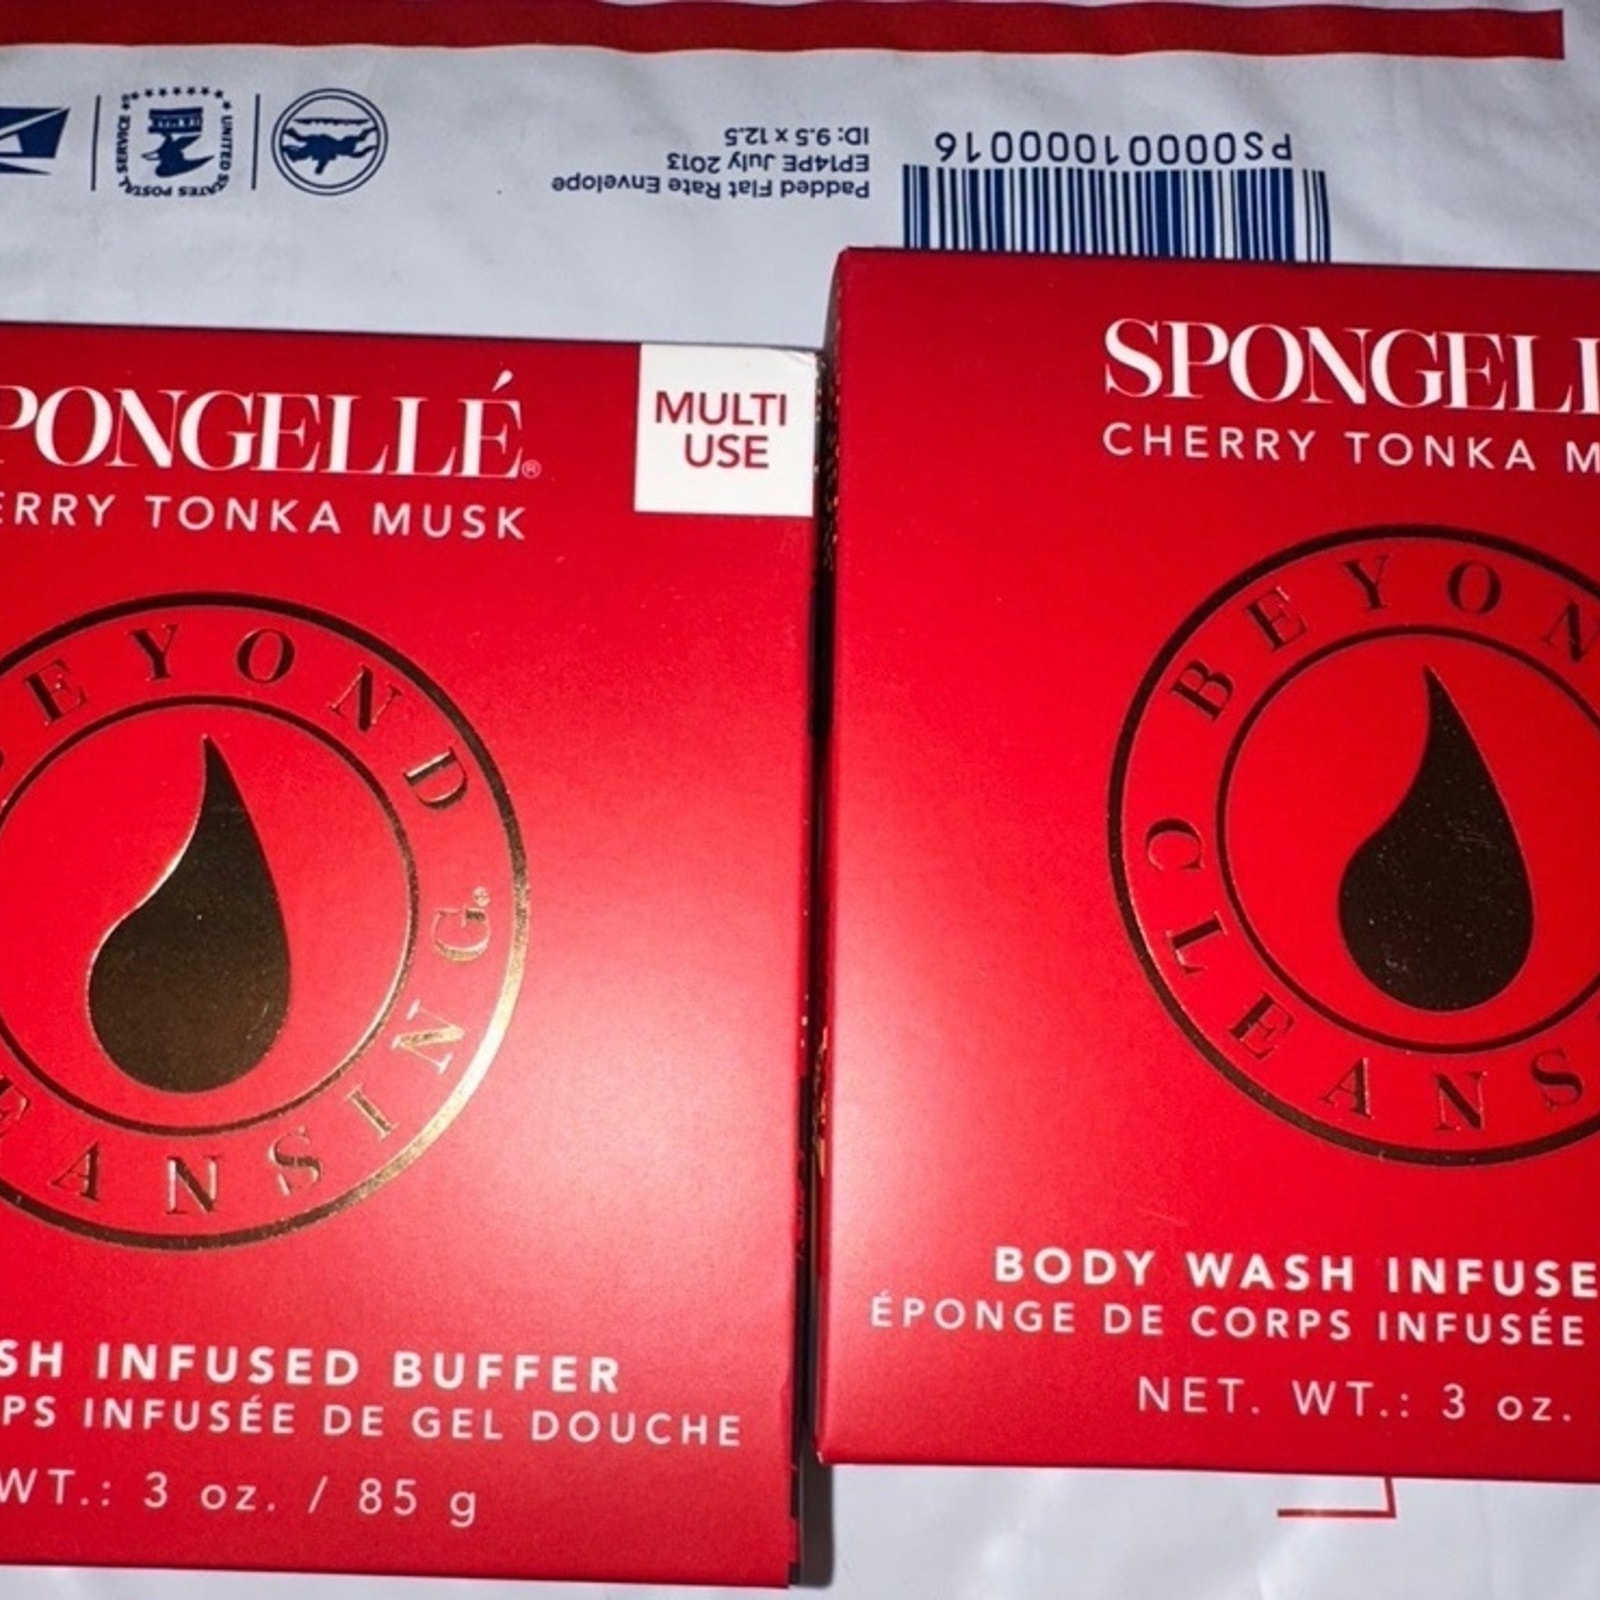 UNITED STATES POSTAL SERVICE
U.S.MAIL
PS00001000016
Padded Flat Rate Envelope
EP14PE July 2013
ID: 9.5 x 12.5
PONGELLÉ®
ERRY TONKA MUSK
MULTI
USE
EYOND
EANSING®
SH INFUSED BUFFER
PS INFUSÉE DE GEL DOUCHE
WT.: 3 oz. / 85 g
SPONGELL
CHERRY TONKA M
BEYON
CLEANS
BODY WASH INFUSE
ÉPONGE DE CORPS INFUSÉE
NET. WT.: 3 oz.